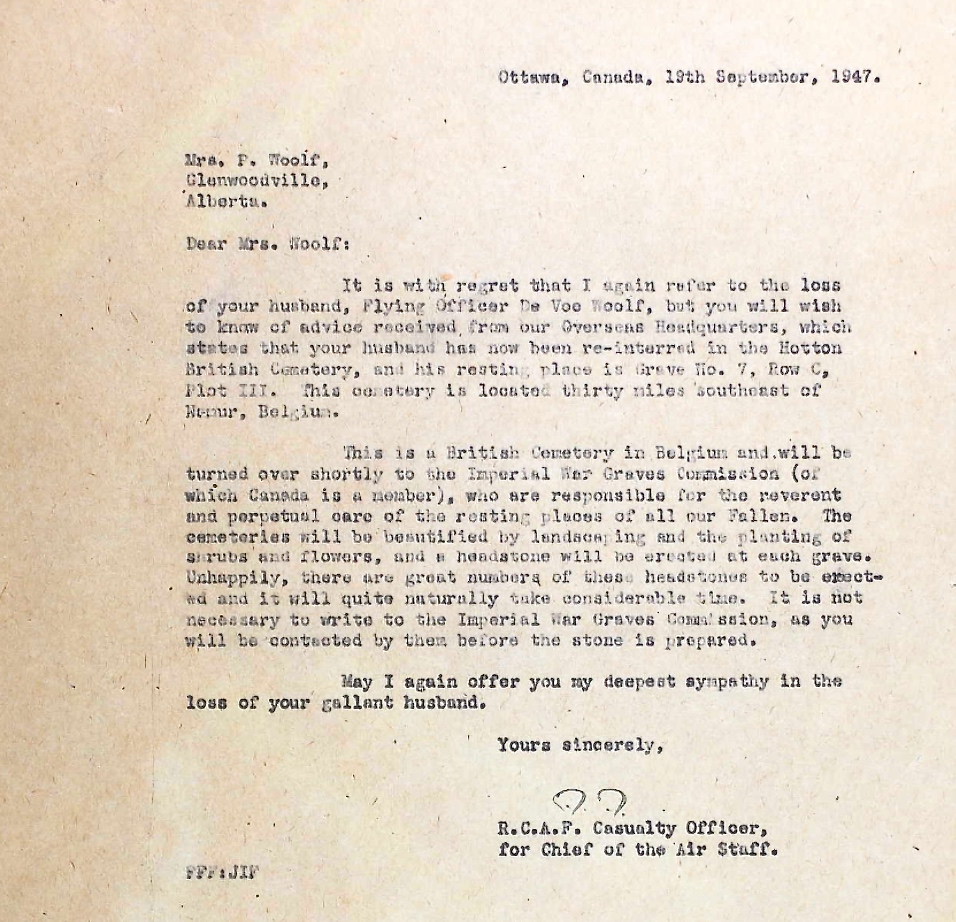 Ottawa, Canada, 19th September, 1947.
Mrs. P. Woolf,
Glenwoodville,
Alberta.
Dear Mrs. Woolf:
It is with regret that I again refer to the loss
of your husband, Flying Officer De Voe Woolf, but you will wish
to know of advice received from our Overseas Headquarters, which
states that your husband has now been re-interred in the Hotton
British Cemetery, and his resting place is Grave No. 7, Row C,
Plot III. This cemetery is located thirty miles southeast of
Namur, Belgium.
This is a British Cemetery in Belgium and will be
turned over shortly to the Imperial War Graves Commission (of
which Canada is a member), who are responsible for the reverent
and perpetual care of the resting places of all our Fallen. The
cemeteries will be beautified by landscaping and the planting of
shrubs and flowers, and a headstone will be erected at each grave.
Unhappily, there are great numbers of these headstones to be erect-
ed and it will quite naturally take considerable time. It is not
necessary to write to the Imperial War Graves Commission, as you
will be contacted by them before the stone is prepared.
May I again offer you my deepest sympathy in the
loss of your gallant husband.
Yours sincerely,
R.C.A.F. Casualty Officer,
for Chief of the Air Staff.
FFF:JIF